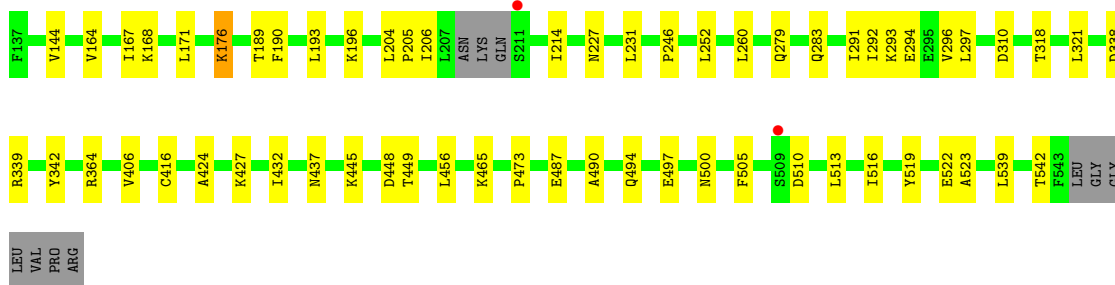 F137 V144 V164 I167 K168 L171 K176 T189 F190 L193 K196 L204 P205 I206 L207 ASN LYS GLN S211 I214 N227 L231 P246 L252 L260 Q279 Q283 I291 I292 K293 E294 E295 V296 L297 D310 T318 L321
R339 Y342 R364 V406 C416 A424 K427 I432 N437 K445 D448 T449 L456 K465 P473 E487 A490 Q494 E497 N500 F505 S509 D510 L513 I516 Y519 E522 A523 L539 T542 F543 LEU GLY GLY
LEU VAL PRO ARG